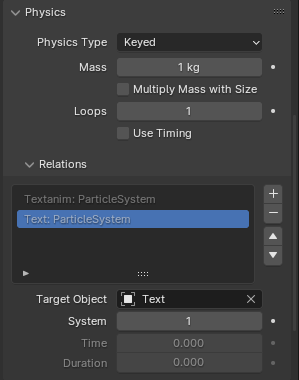 Physics
Physics Type Keyed
Mass 1 kg
Multiply Mass with Size
Loops 1
Use Timing
Relations
Textanim: ParticleSystem
Text: ParticleSystem
Target Object Text
System 1
Time 0.000
Duration 0.000